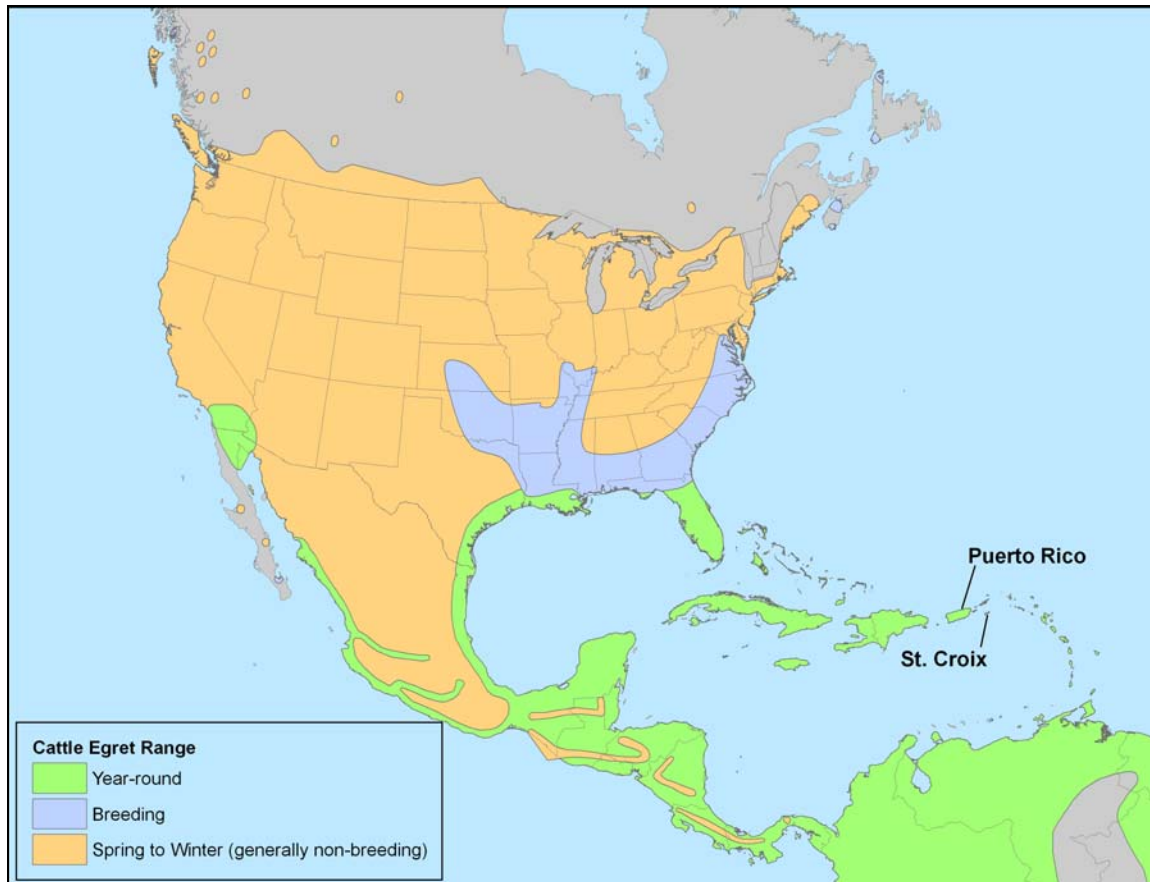 Puerto Rico
St. Croix
Cattle Egret Range
Year-round
Breeding
Spring to Winter (generally non-breeding)